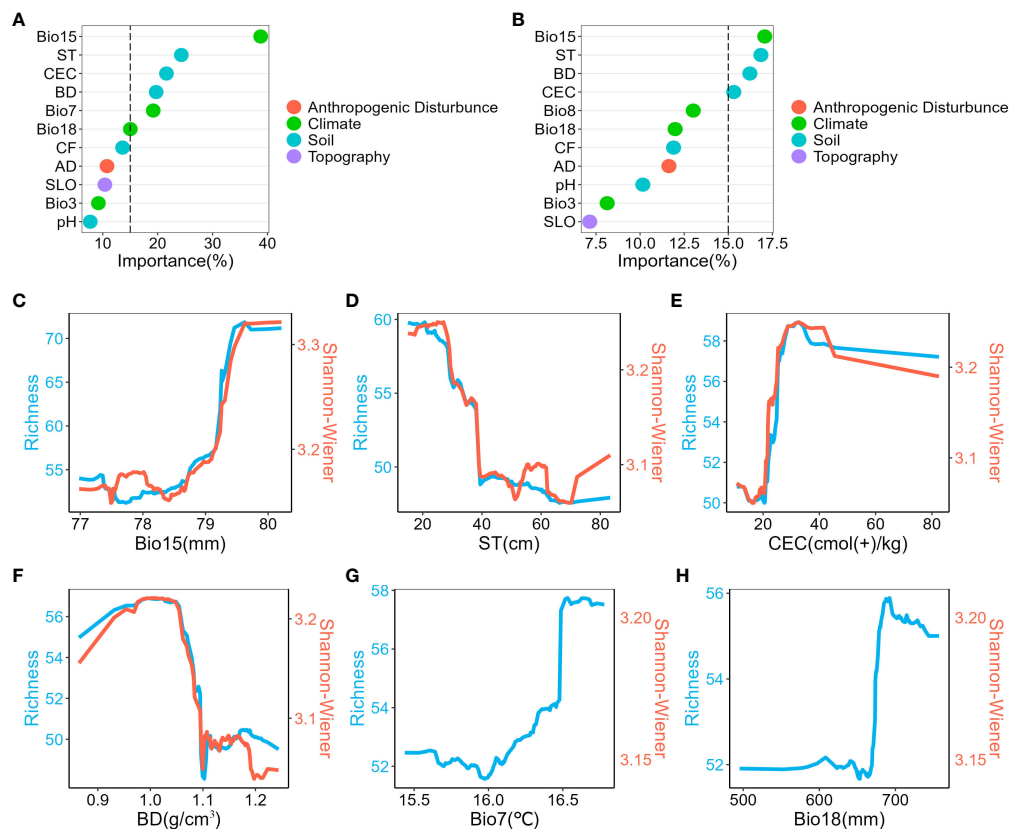 A
Bio15
ST
CEC
BD
Bio7
Bio18
CF
AD
SLO
Bio3
pH
10 20 30 40
Importance(%)
Anthropogenic Disturbunce
Climate
Soil
Topography
B
Bio15
ST
BD
CEC
Bio8
Bio18
CF
AD
pH
Bio3
SLO
7.5 10.0 12.5 15.0 17.5
Importance(%)
Anthropogenic Disturbunce
Climate
Soil
Topography
C
Richness
70
65
60
55
3.3
3.2
Shannon-Wiener
77 78 79 80
Bio15(mm)
D
Richness
60
55
50
3.2
3.1
Shannon-Wiener
20 40 60 80
ST(cm)
E
Richness
58
56
54
52
50
3.2
3.1
Shannon-Wiener
20 40 60 80
CEC(cmol(+)/kg)
F
Richness
56
54
52
50
3.2
3.1
Shannon-Wiener
0.9 1.0 1.1 1.2
BD(g/cm³)
G
Richness
58
56
54
52
3.20
3.15
Shannon-Wiener
15.5 16.0 16.5
Bio7(℃)
H
Richness
56
54
52
3.20
3.15
Shannon-Wiener
500 600 700
Bio18(mm)